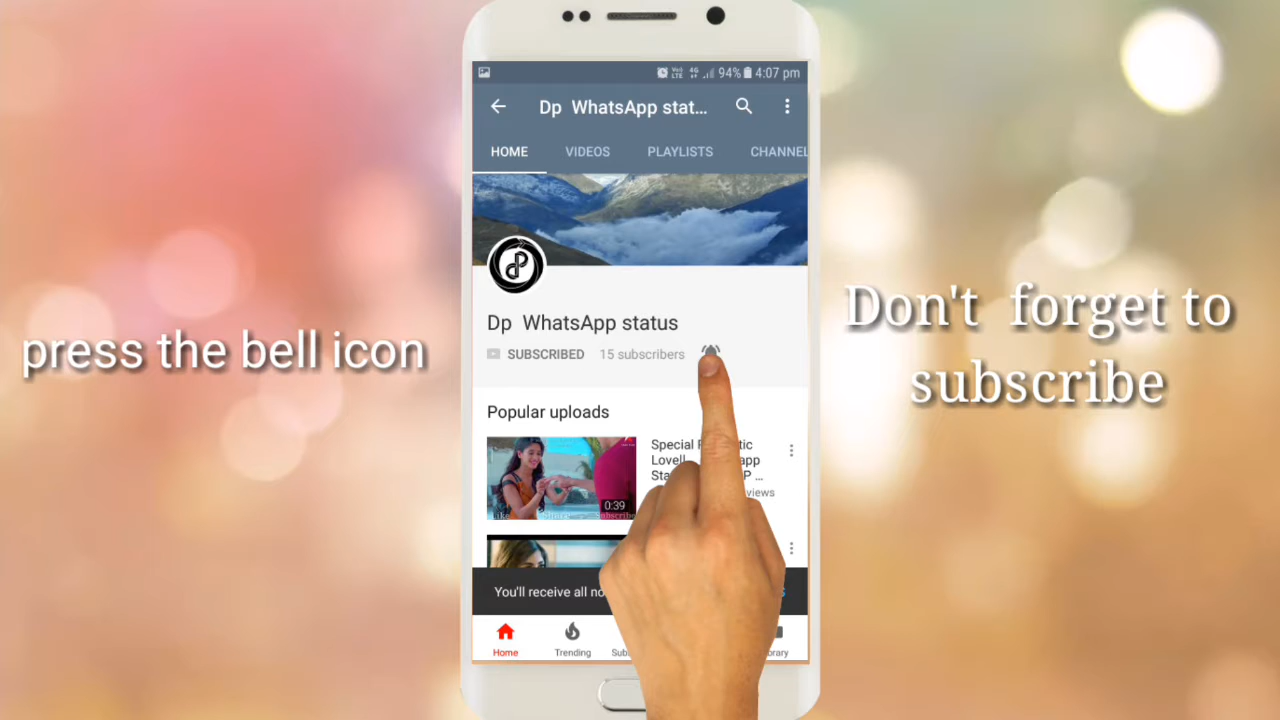 94% 4:07 pm
Dp WhatsApp stat...
HOME VIDEOS PLAYLISTS CHANNEL
Dp WhatsApp status
SUBSCRIBED 15 subscribers
press the bell icon
Don't forget to
subscribe
Popular uploads
Special
Lovell
0:39
views
You'll receive all
Home Trending